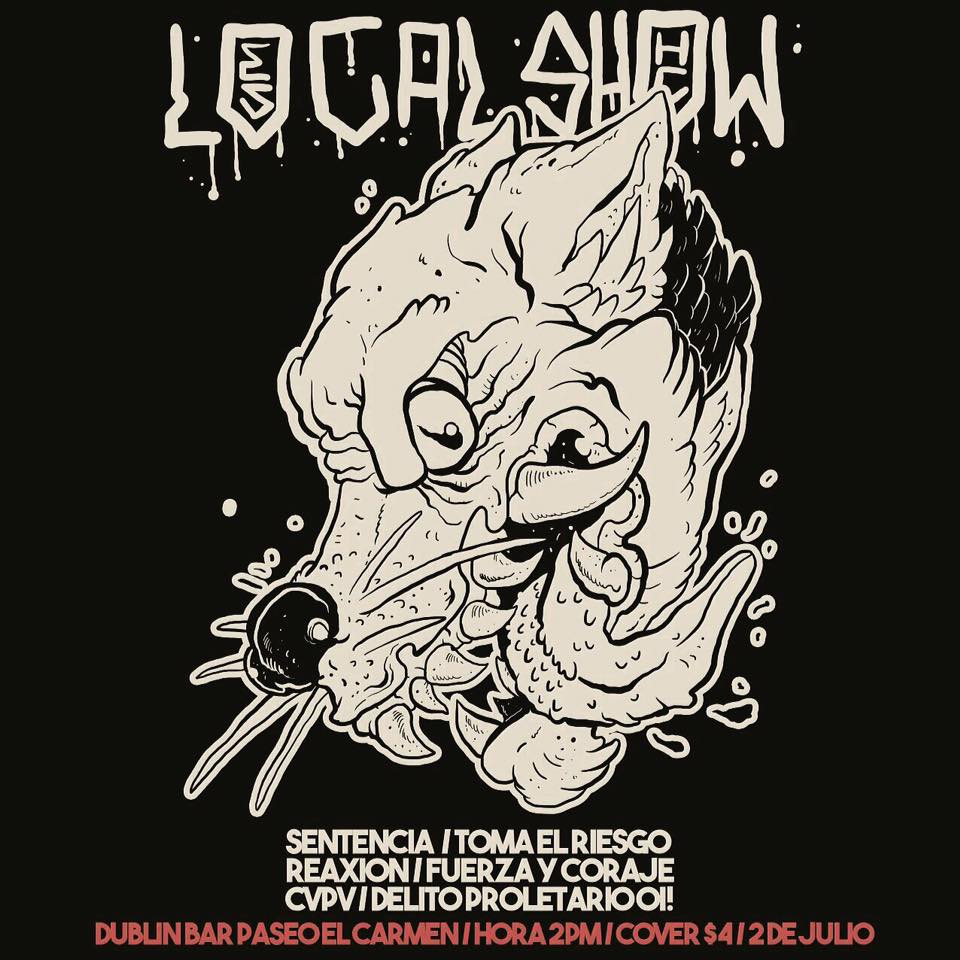 LOCAL SHOW
SENTENCIA / TOMA EL RIESGO
REAXION / FUERZA Y CORAJE
CVPV / DELITO PROLETARIO OI!
DUBLIN BAR PASEO EL CARMEN / HORA 2PM / COVER $4 / 2 DE JULIO